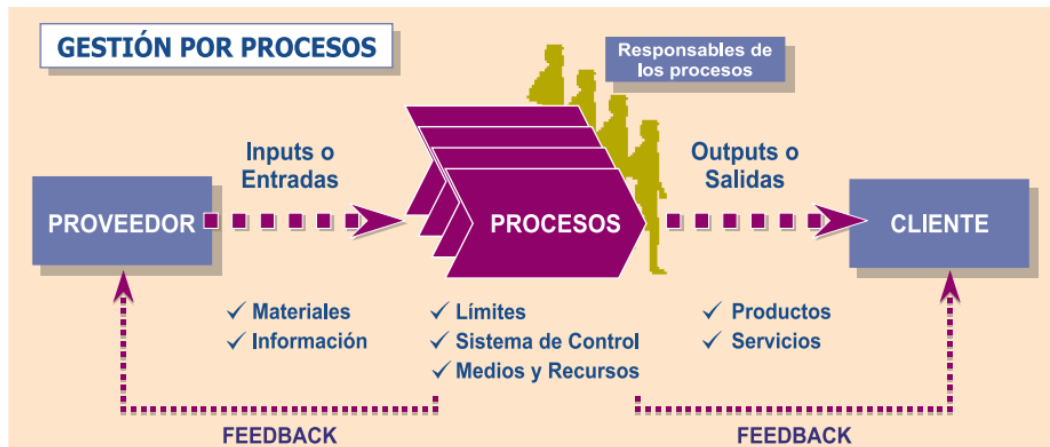 GESTIÓN POR PROCESOS
Responsables de
los procesos
Inputs o
Entradas
Outputs o
Salidas
PROVEEDOR
PROCESOS
CLIENTE
✓ Materiales
✓ Información
✓ Límites
✓ Sistema de Control
✓ Medios y Recursos
✓ Productos
✓ Servicios
FEEDBACK
FEEDBACK